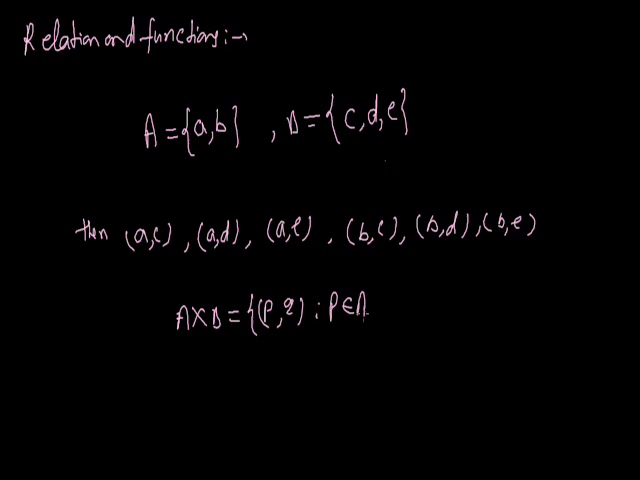 Relation and functions :→
A = {a,b} , B = {c,d,e}
then (a,c) , (a,d) , (a,e) , (b,c) , (b,d) , (b,e)
A×B = {(p,q) : p∈A